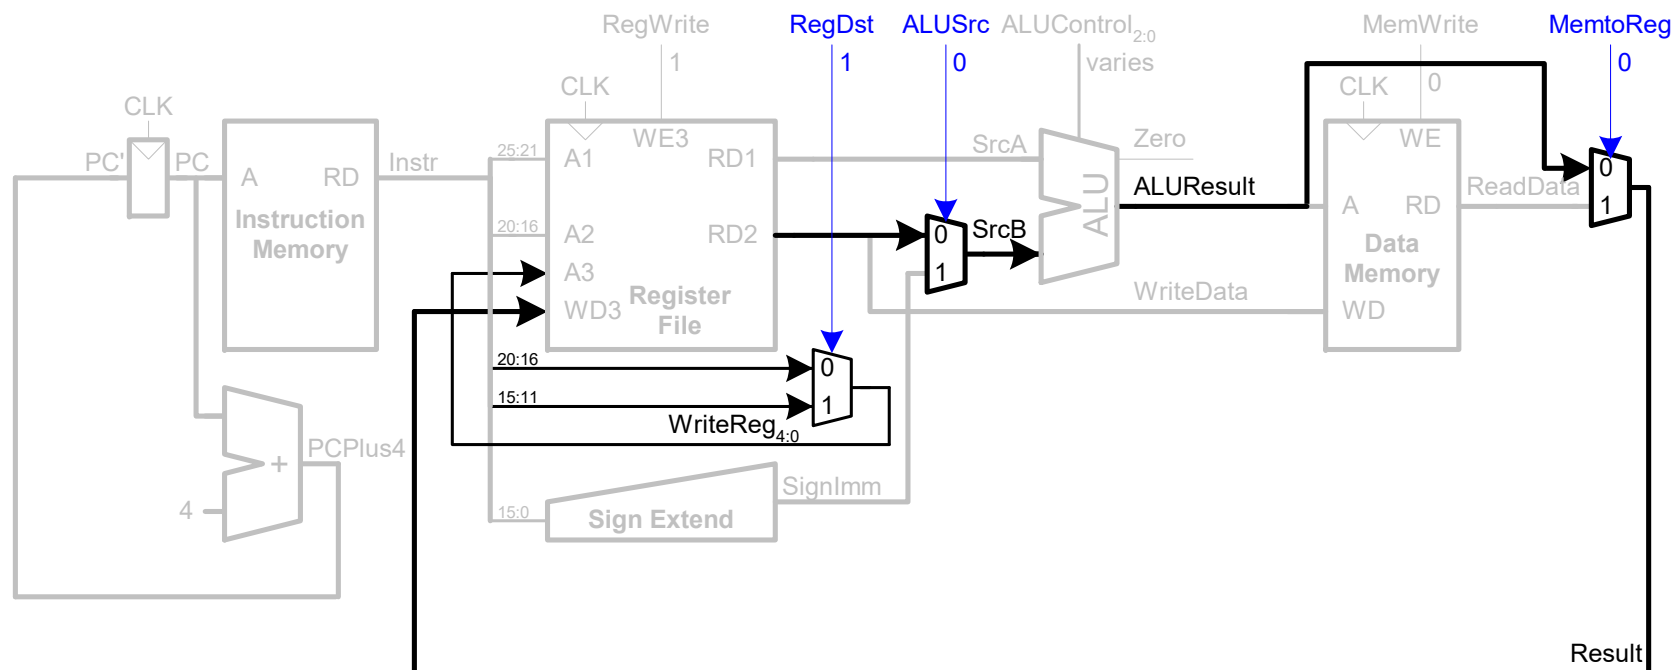 RegWrite RegDst ALUSrc ALUControl2:0 MemWrite MemtoReg
1 1 0 varies 0 0
CLK CLK CLK
PC' PC
A RD
Instruction
Memory
Instr
25:21
20:16
A1 WE3 RD1
A2 RD2
A3
WD3
Register
File
20:16
15:11
0
1
WriteReg4:0
15:0
Sign Extend
SignImm
PCPlus4
+
4
SrcA
0
1
SrcB
ALU
Zero
ALUResult
WriteData
WE
A RD
Data
Memory
WD
ReadData
0
1
Result